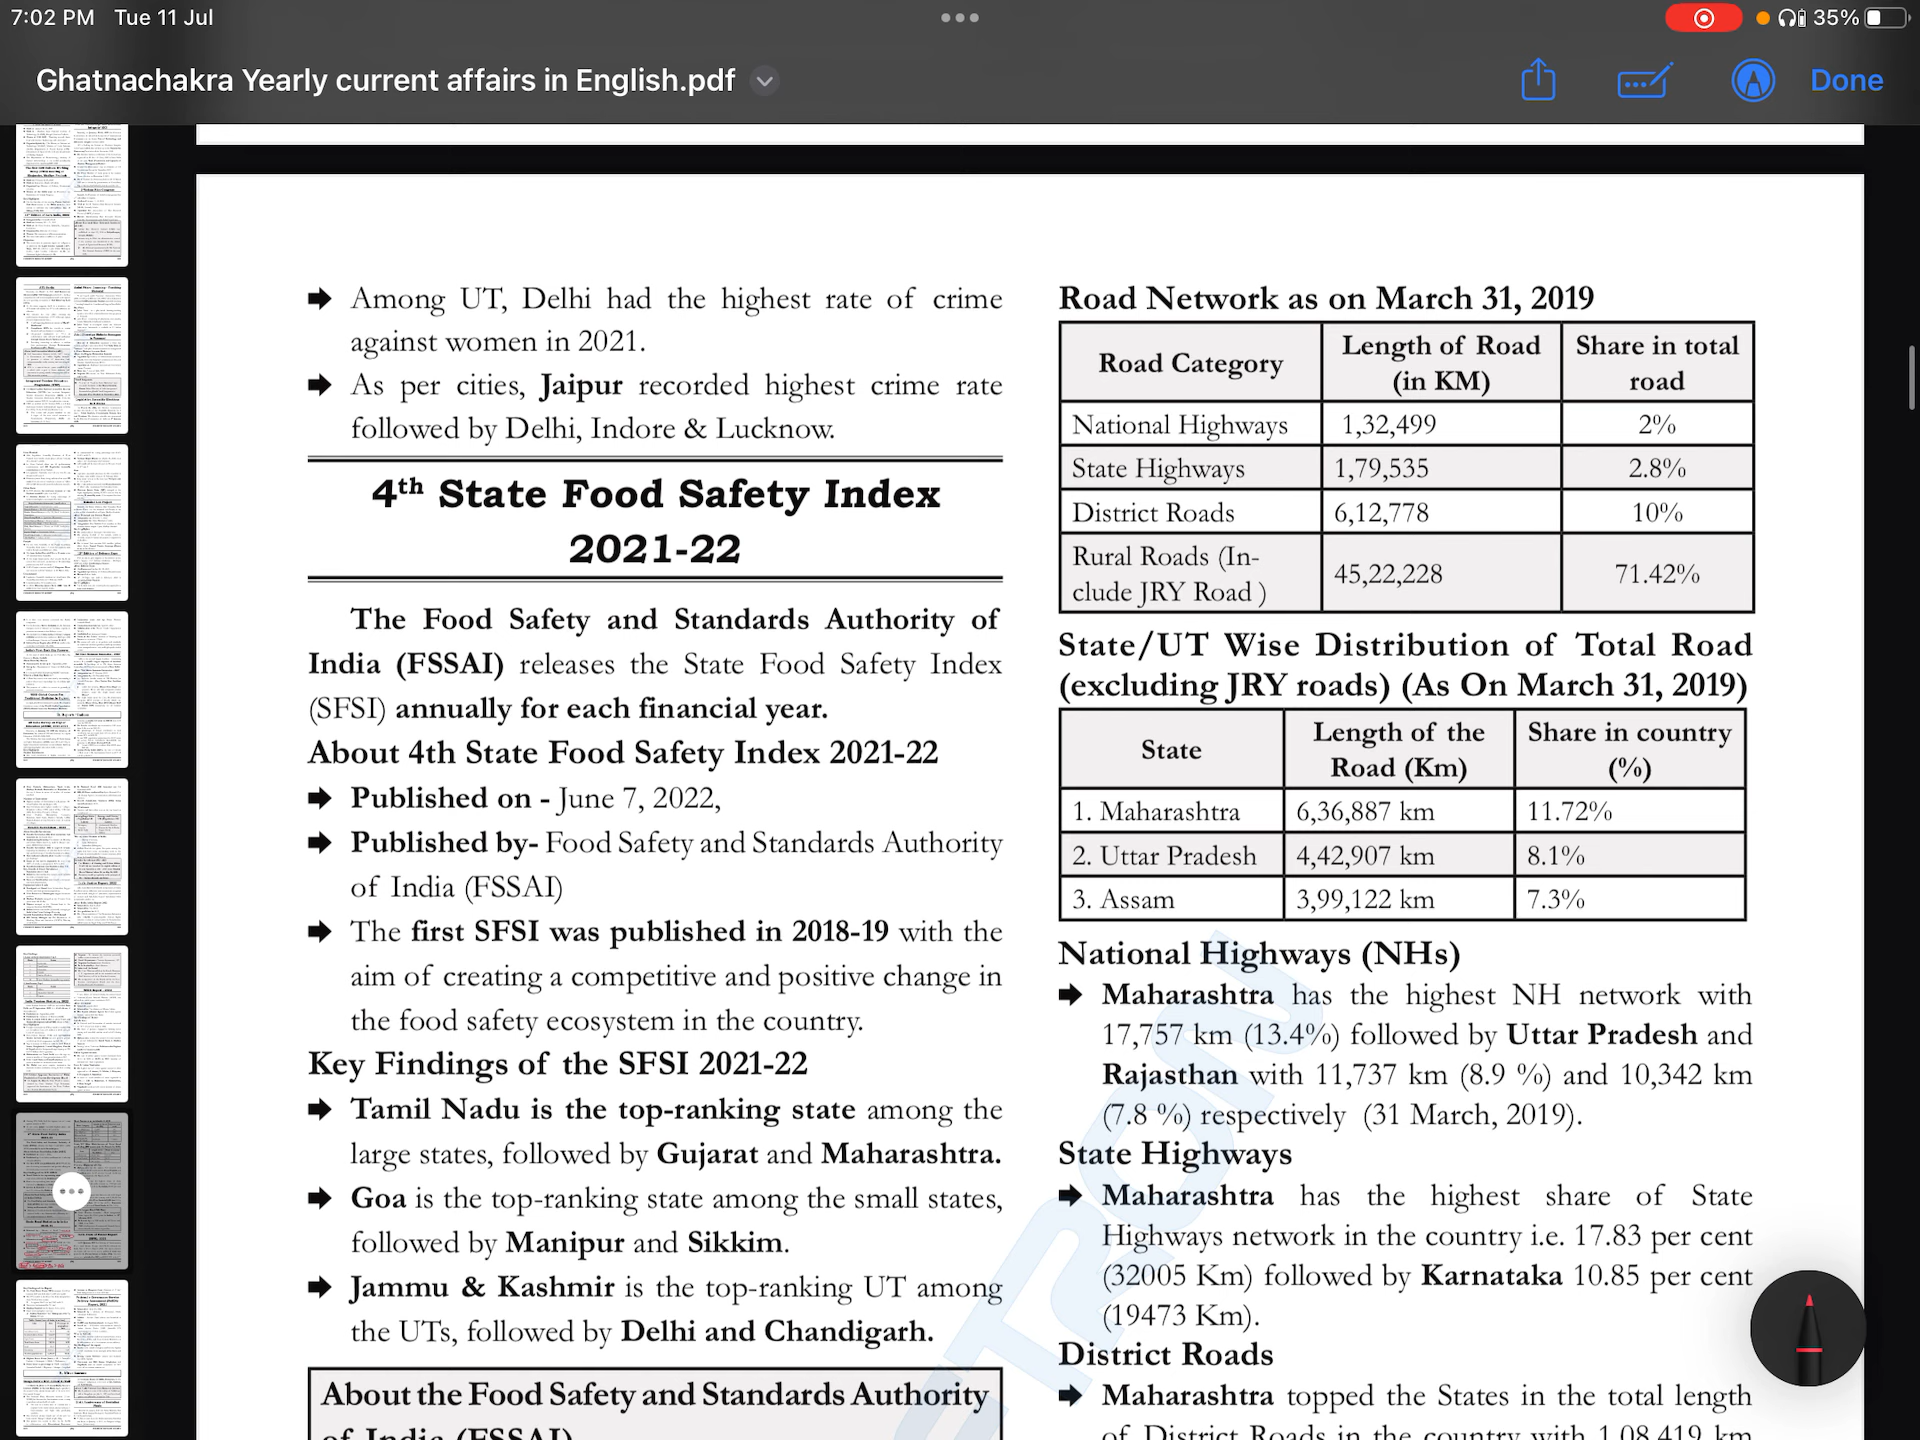 7:02 PM Tue 11 Jul
35%
Ghatnachakra Yearly current affairs in English.pdf
Done
➡ Among UT, Delhi had the highest rate of crime
against women in 2021.
➡ As per cities, Jaipur recorded highest crime rate
followed by Delhi, Indore & Lucknow.
4th State Food Safety Index
2021-22
The Food Safety and Standards Authority of
India (FSSAI) releases the State Food Safety Index
(SFSI) annually for each financial year.
About 4th State Food Safety Index 2021-22
➡ Published on - June 7, 2022,
➡ Published by- Food Safety and Standards Authority
of India (FSSAI)
➡ The first SFSI was published in 2018-19 with the
aim of creating a competitive and positive change in
the food safety ecosystem in the country.
Key Findings of the SFSI 2021-22
➡ Tamil Nadu is the top-ranking state among the
large states, followed by Gujarat and Maharashtra.
➡ Goa is the top-ranking state among the small states,
followed by Manipur and Sikkim.
➡ Jammu & Kashmir is the top-ranking UT among
the UTs, followed by Delhi and Chandigarh.
About the Food Safety and Standards Authority
of India (FSSAI)
Road Network as on March 31, 2019
Road Category | Length of Road (in KM) | Share in total road
National Highways | 1,32,499 | 2%
State Highways | 1,79,535 | 2.8%
District Roads | 6,12,778 | 10%
Rural Roads (In-
clude JRY Road ) | 45,22,228 | 71.42%
State/UT Wise Distribution of Total Road
(excluding JRY roads) (As On March 31, 2019)
State | Length of the Road (Km) | Share in country (%)
1. Maharashtra | 6,36,887 km | 11.72%
2. Uttar Pradesh | 4,42,907 km | 8.1%
3. Assam | 3,99,122 km | 7.3%
National Highways (NHs)
➡ Maharashtra has the highest NH network with
17,757 km (13.4%) followed by Uttar Pradesh and
Rajasthan with 11,737 km (8.9 %) and 10,342 km
(7.8 %) respectively (31 March, 2019).
State Highways
➡ Maharashtra has the highest share of State
Highways network in the country i.e. 17.83 per cent
(32005 Km) followed by Karnataka 10.85 per cent
(19473 Km).
District Roads
➡ Maharashtra topped the States in the total length
of District Roads in the country with 1,08,419 km